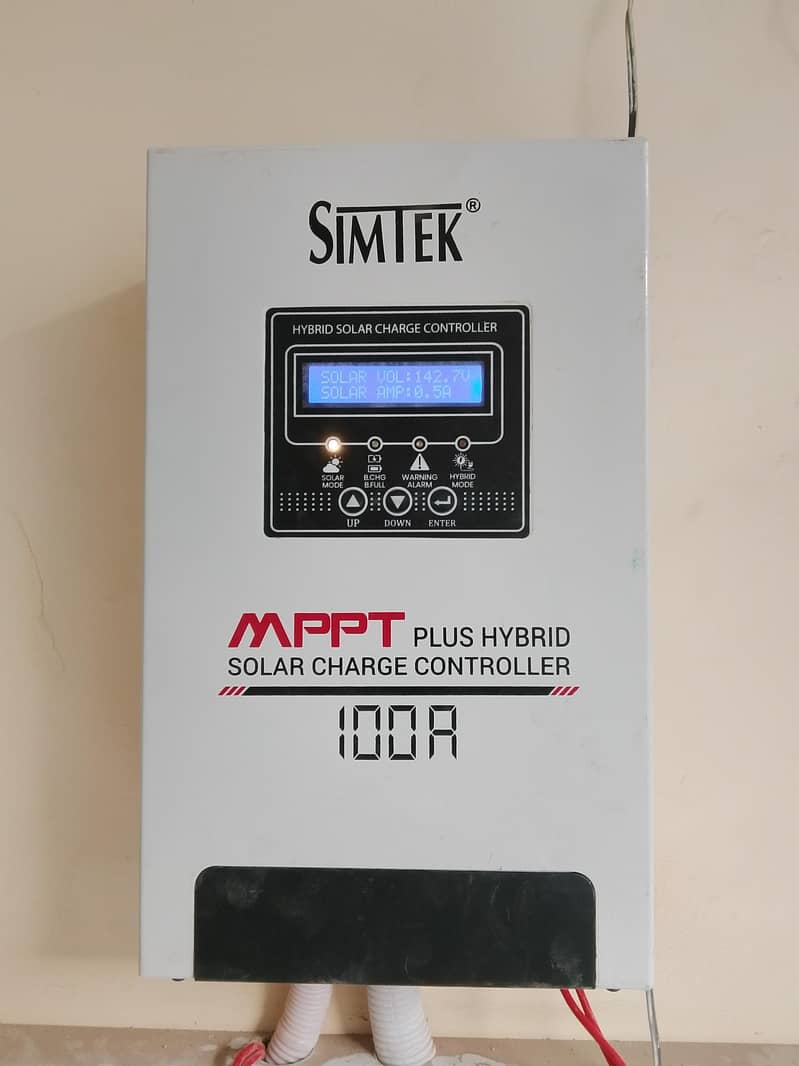 SIMTEK®
HYBRID SOLAR CHARGE CONTROLLER
SOLAR VOL:142.7V
SOLAR AMP:0.5A
SOLAR MODE
B.CHG B.FULL
WARNING ALARM
HYBRID MODE
UP DOWN ENTER
MPPT PLUS HYBRID
SOLAR CHARGE CONTROLLER
100A